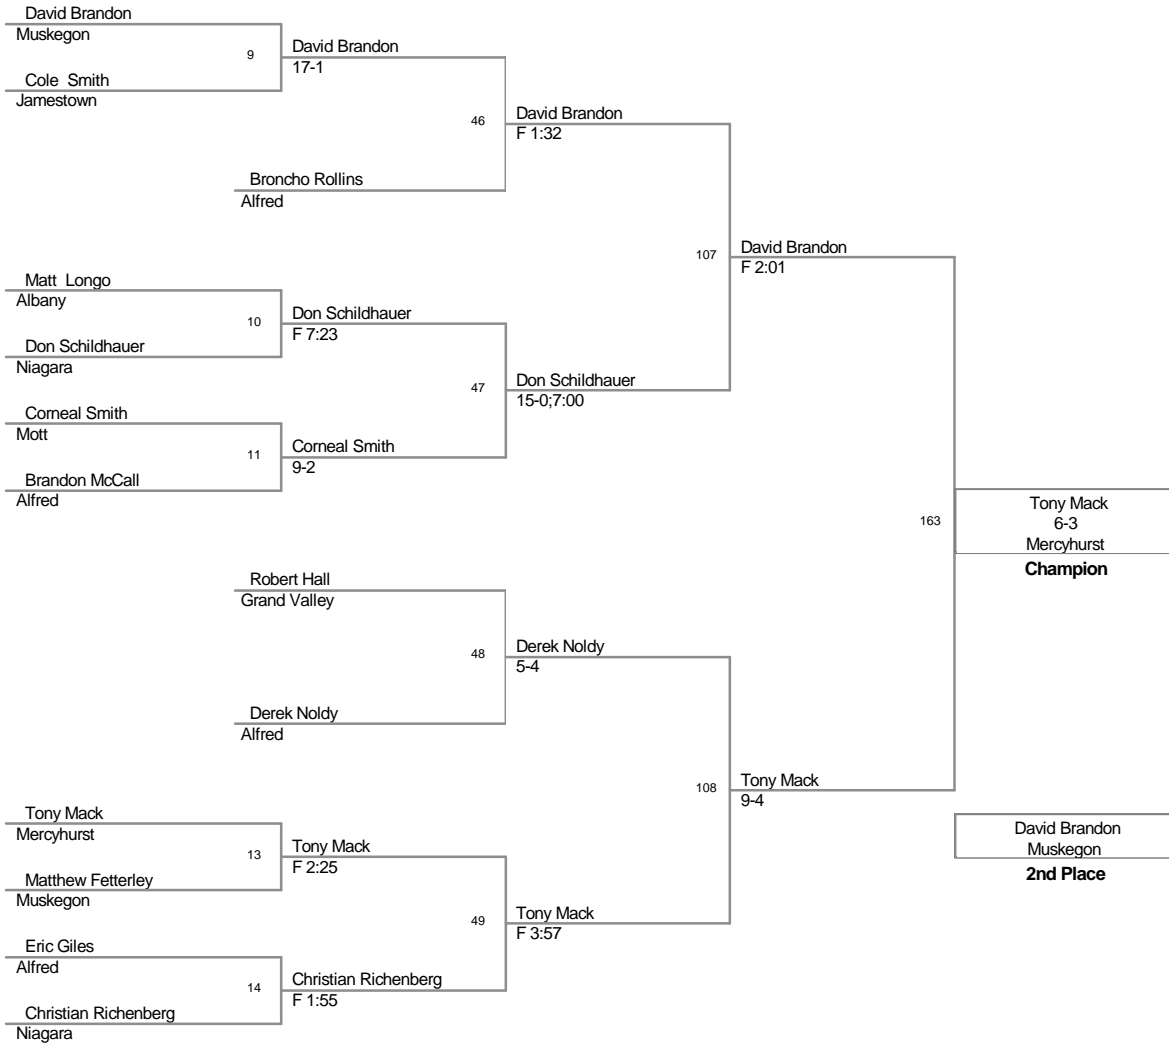 David Brandon
Muskegon
9
David Brandon
17-1
Cole Smith
Jamestown
46
David Brandon
F 1:32
Broncho Rollins
Alfred
107
David Brandon
F 2:01
Matt Longo
Albany
10
Don Schildhauer
F 7:23
Don Schildhauer
Niagara
47
Don Schildhauer
15-0;7:00
Corneal Smith
Mott
11
Corneal Smith
9-2
Brandon McCall
Alfred
163
Tony Mack
6-3
Mercyhurst
Champion
Robert Hall
Grand Valley
48
Derek Noldy
5-4
Derek Noldy
Alfred
108
Tony Mack
9-4
Tony Mack
Mercyhurst
13
Tony Mack
F 2:25
Matthew Fetterley
Muskegon
49
Tony Mack
F 3:57
Eric Giles
Alfred
14
Christian Richenberg
F 1:55
Christian Richenberg
Niagara
David Brandon
Muskegon
2nd Place